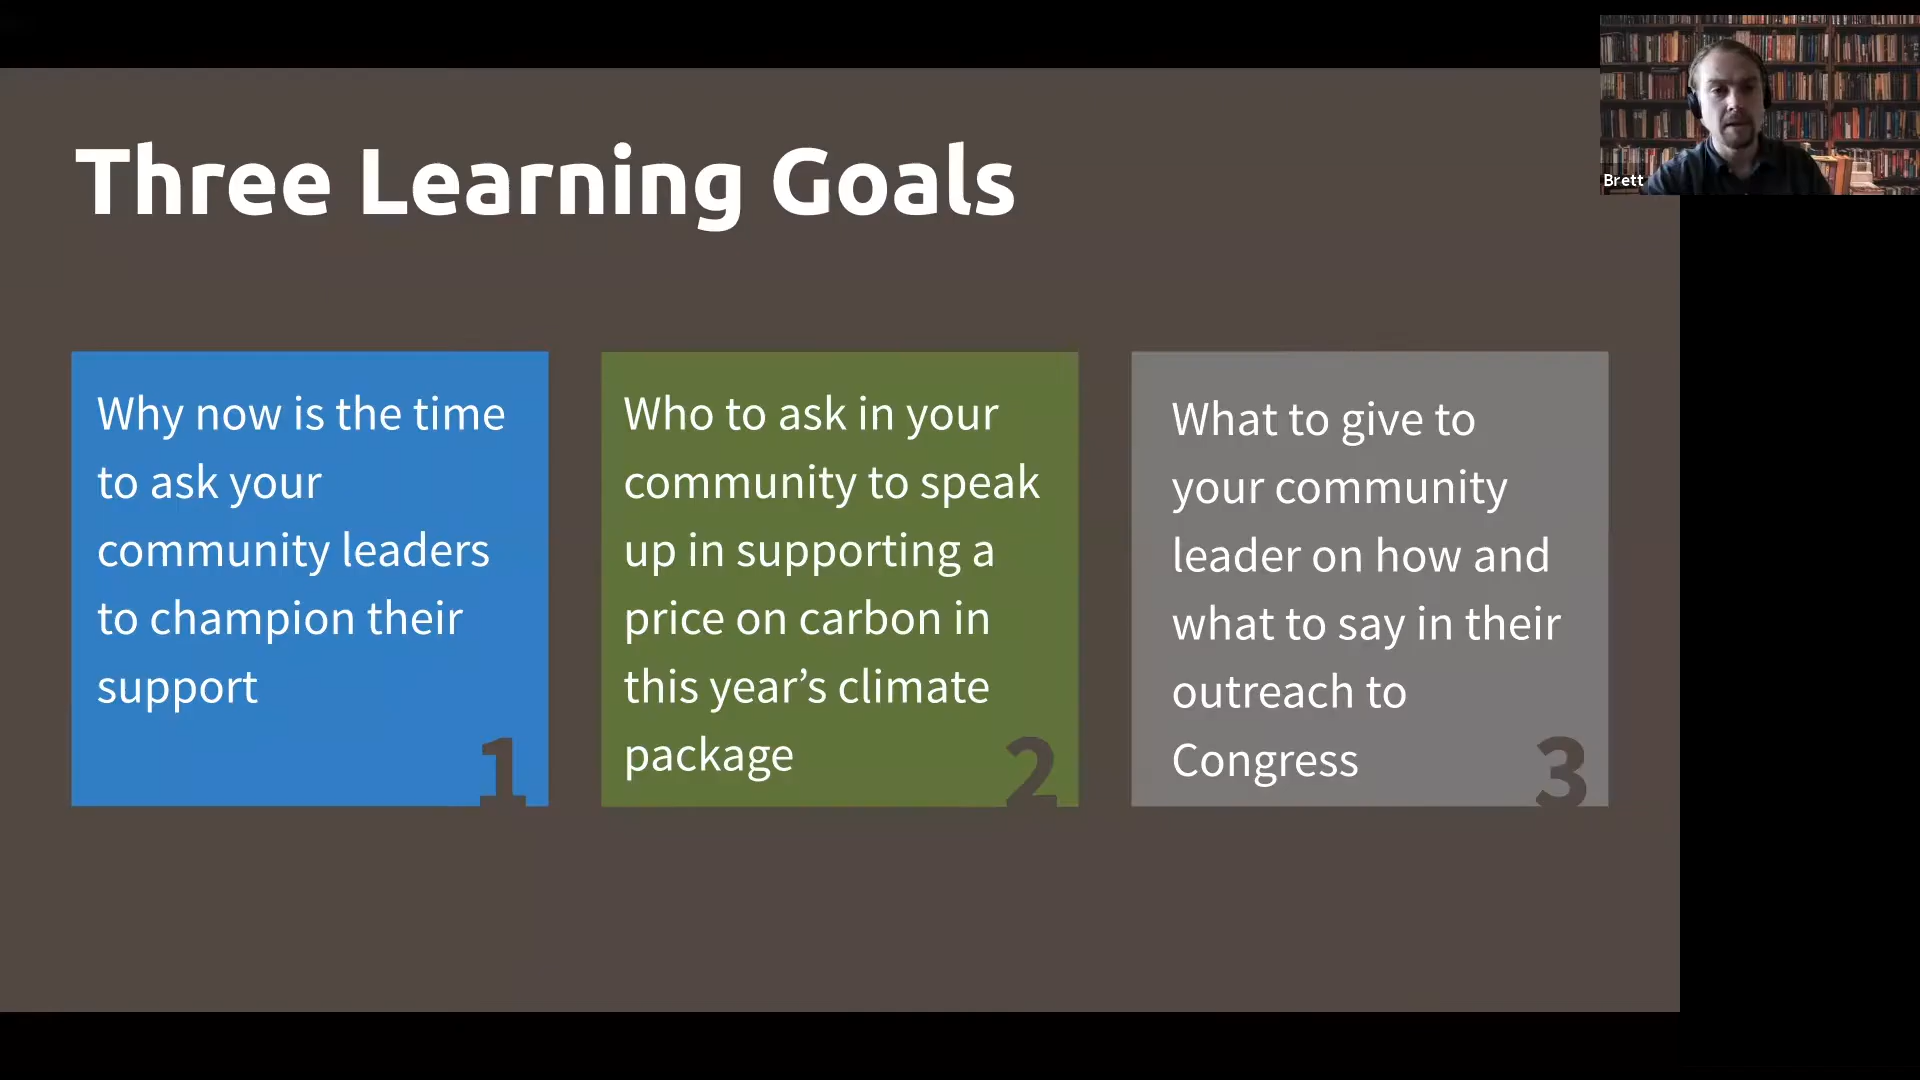 Three Learning Goals
Brett
Why now is the time
to ask your
community leaders
to champion their
support
1
Who to ask in your
community to speak
up in supporting a
price on carbon in
this year’s climate
package
2
What to give to
your community
leader on how and
what to say in their
outreach to
Congress
3